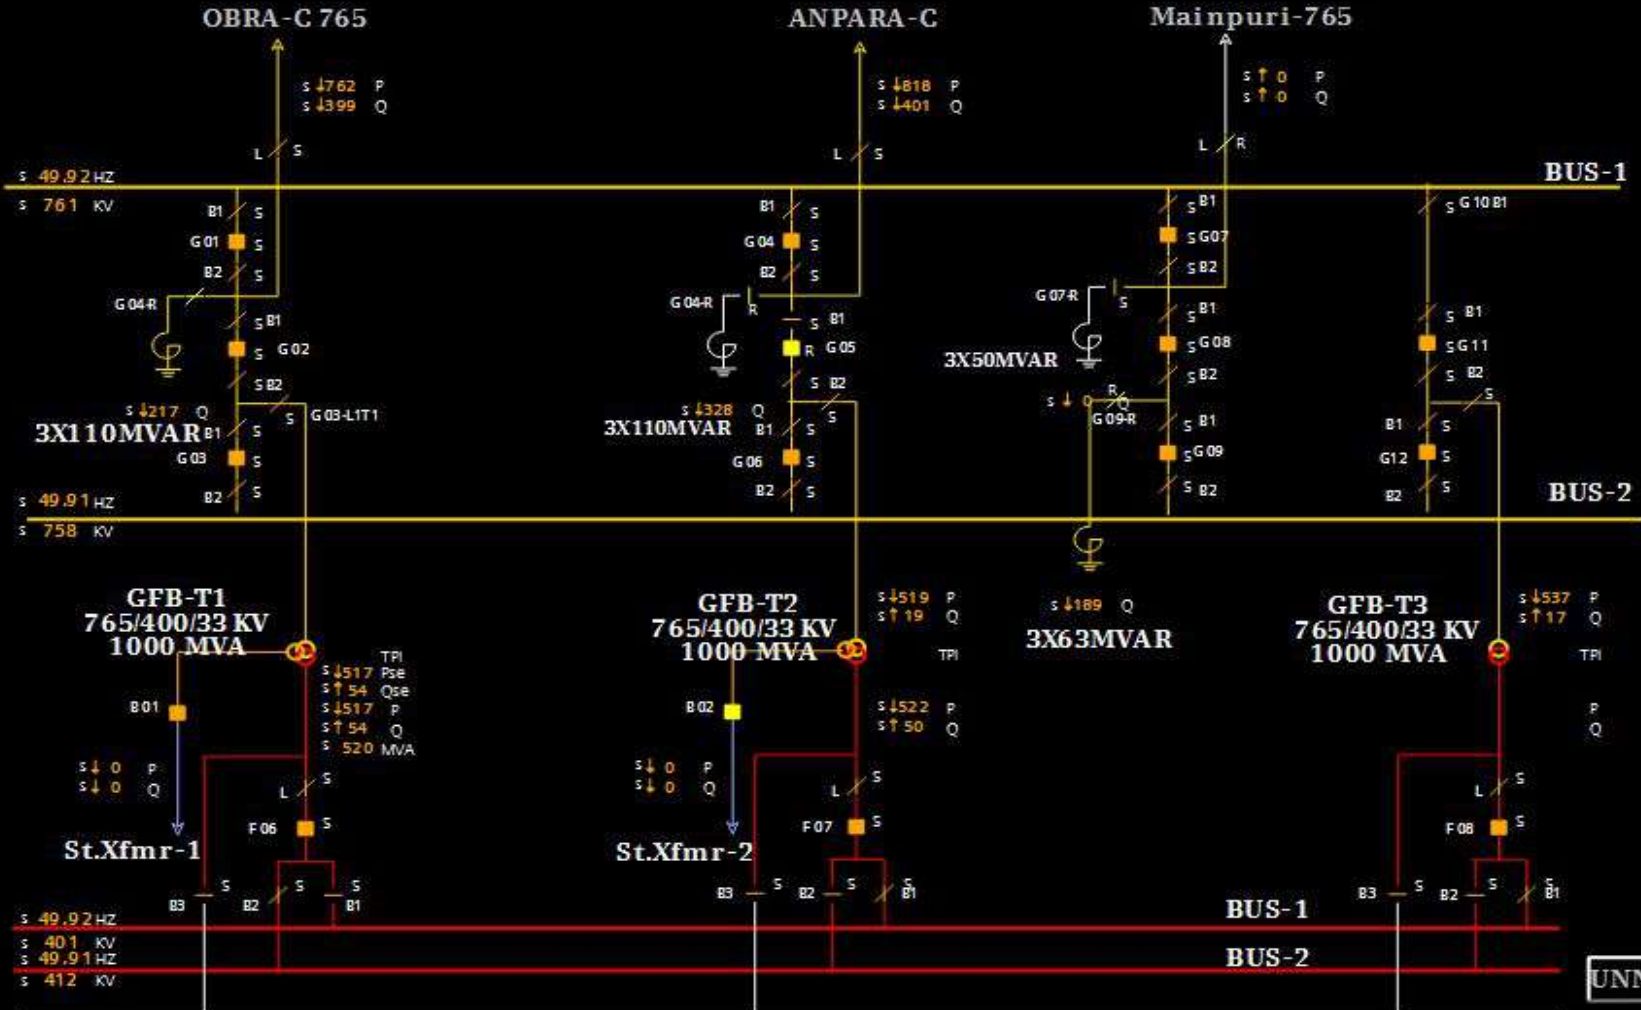 OBRA-C 765
ANPARA-C
Mainpuri-765
S ↓762 P
S ↓399 Q
S ↓818 P
S ↓401 Q
S ↑ 0 P
S ↑ 0 Q
L S
L S
L R
S 49.92 HZ
BUS-1
S 761 KV
B1 S
G01 S
B2 S
G04-R
S B1
S G02
S B2
S ↓217 Q
S G03-L1T1
3X110MVAR
B1 S
G03 S
B2 S
B1 S
G04 S
B2 S
G04-R
R
S B1
R G05
S B2
S ↓328 Q
S
3X110MVAR
B1 S
G06 S
B2 S
S B1
S G07
S B2
G07-R
S
S B1
S G08
3X50MVAR
S B2
R
S ↓ 0 Q
G09-R
S B1
S G09
S B2
S G10B1
S B1
S G11
S B2
S
B1 S
G12 S
B2 S
S 49.91 HZ
BUS-2
S 758 KV
GFB-T1
765/400/33 KV
1000 MVA
TPI
S ↓517 Pse
S ↑ 54 Qse
S ↓517 P
S ↑ 54 Q
S 520 MVA
B01
S ↓ 0 P
S ↓ 0 Q
St.Xfmr-1
L S
F06 S
B3 S
B2 S
S B1
GFB-T2
765/400/33 KV
1000 MVA
S ↓519 P
S ↑ 19 Q
TPI
S ↓522 P
S ↑ 50 Q
B02
S ↓ 0 P
S ↓ 0 Q
St.Xfmr-2
L S
F07 S
B3 S
B2 S
S B1
S ↓189 Q
3X63MVAR
GFB-T3
765/400/33 KV
1000 MVA
S ↓537 P
S ↑ 17 Q
TPI
P
Q
L S
F08 S
B3 S
B2 S
S B1
S 49.92 HZ
BUS-1
S 401 KV
S 49.91 HZ
BUS-2
S 412 KV